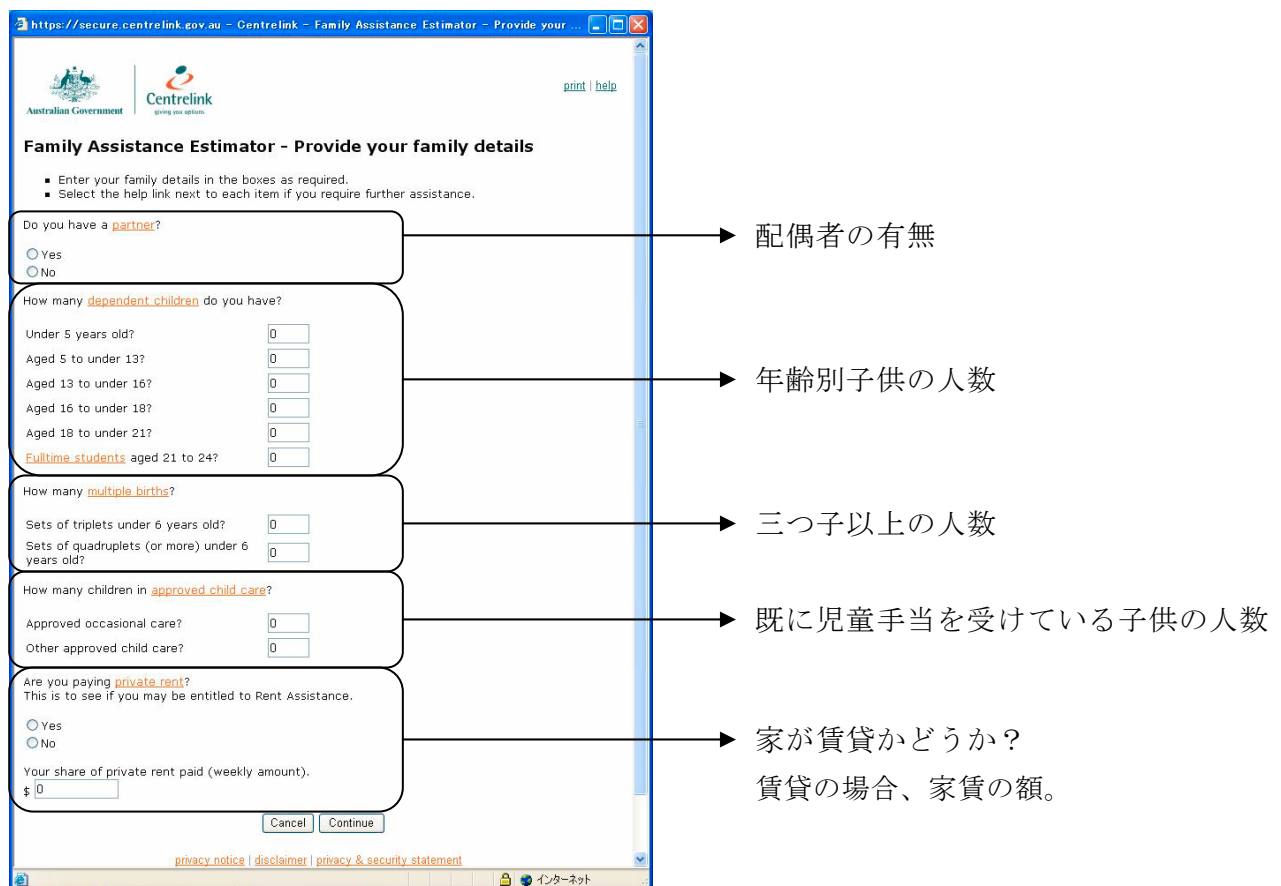 https://secure.centrelink.gov.au - Centrelink - Family Assistance Estimator - Provide your ...
Australian Government
Centrelink
giving you options
print | help
Family Assistance Estimator - Provide your family details
Enter your family details in the boxes as required.
Select the help link next to each item if you require further assistance.
Do you have a partner?
Yes
No
配偶者の有無
How many dependent children do you have?
Under 5 years old? 0
Aged 5 to under 13? 0
Aged 13 to under 16? 0
Aged 16 to under 18? 0
Aged 18 to under 21? 0
Fulltime students aged 21 to 24? 0
年齢別子供の人数
How many multiple births?
Sets of triplets under 6 years old? 0
Sets of quadruplets (or more) under 6
years old? 0
三つ子以上の人数
How many children in approved child care?
Approved occasional care? 0
Other approved child care? 0
既に児童手当を受けている子供の人数
Are you paying private rent?
This is to see if you may be entitled to Rent Assistance.
Yes
No
Your share of private rent paid (weekly amount).
$ 0
家が賃貸かどうか？
賃貸の場合、家賃の額。
Cancel Continue
privacy notice | disclaimer | privacy & security statement
インターネット